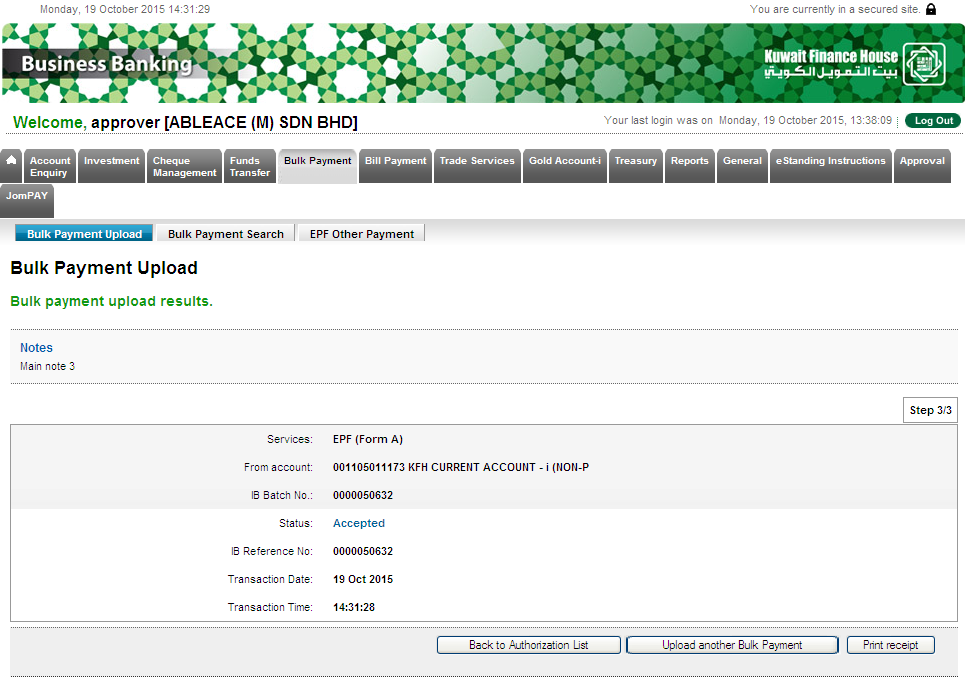 Monday, 19 October 2015 14:31:29
You are currently in a secured site.
Business Banking
Kuwait Finance House
بيت التمويل الكويتي
Welcome, approver [ABLEACE (M) SDN BHD]
Your last login was on Monday, 19 October 2015, 13:38:09
Log Out
Account Enquiry
Investment
Cheque Management
Funds Transfer
Bulk Payment
Bill Payment
Trade Services
Gold Account-i
Treasury
Reports
General
eStanding Instructions
Approval
JomPAY
Bulk Payment Upload
Bulk Payment Search
EPF Other Payment
Bulk Payment Upload
Bulk payment upload results.
Notes
Main note 3
Step 3/3
Services: EPF (Form A)
From account: 001105011173 KFH CURRENT ACCOUNT - i (NON-P
IB Batch No.: 0000050632
Status: Accepted
IB Reference No: 0000050632
Transaction Date: 19 Oct 2015
Transaction Time: 14:31:28
Back to Authorization List
Upload another Bulk Payment
Print receipt